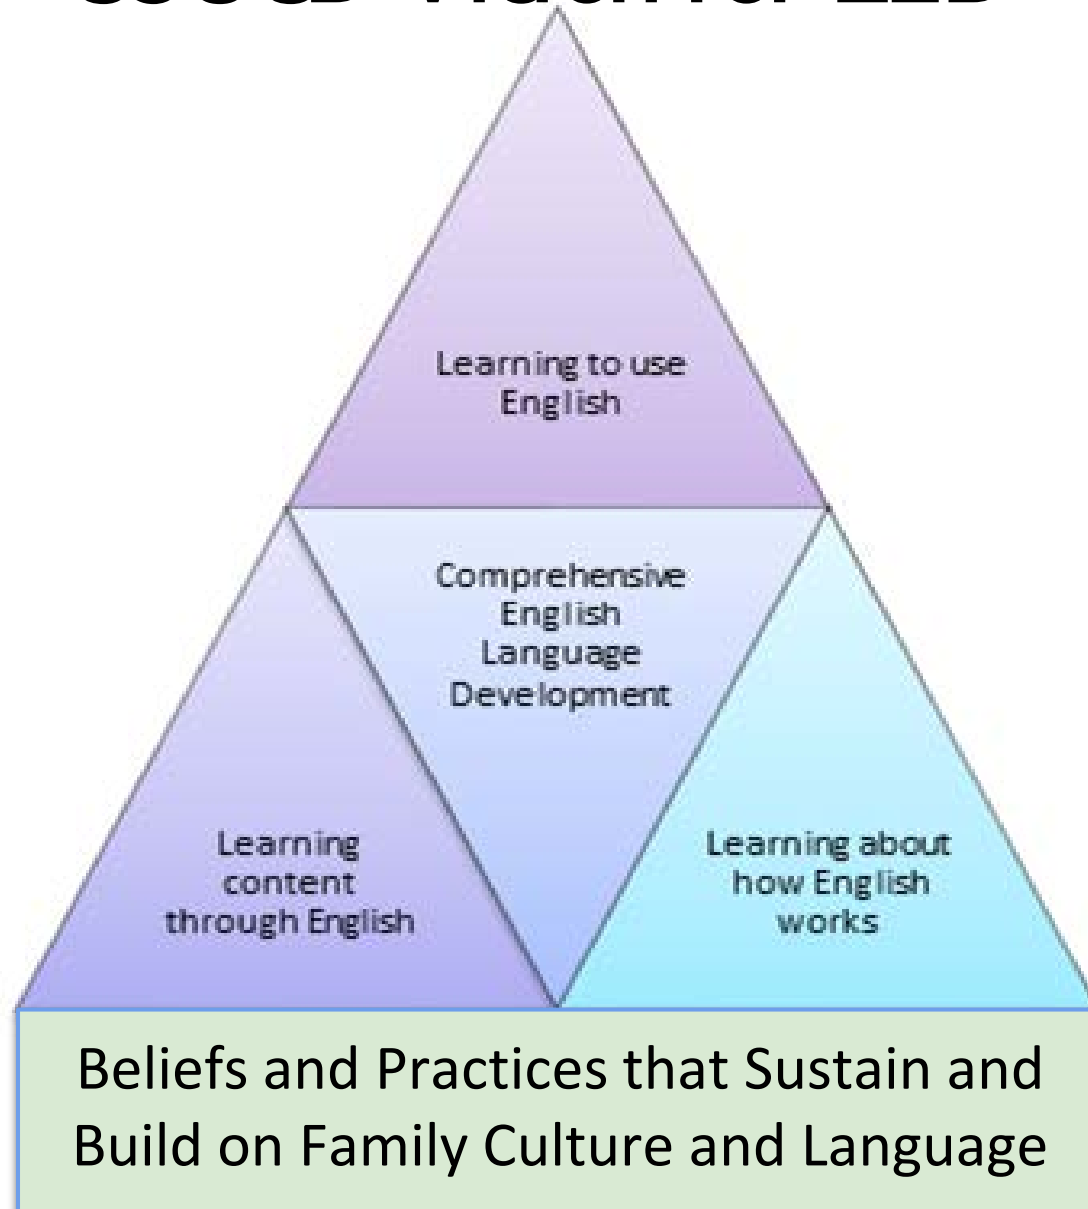 Learning to use
English
Comprehensive
English
Language
Development
Learning
content
through English
Learning about
how English
works
Beliefs and Practices that Sustain and
Build on Family Culture and Language